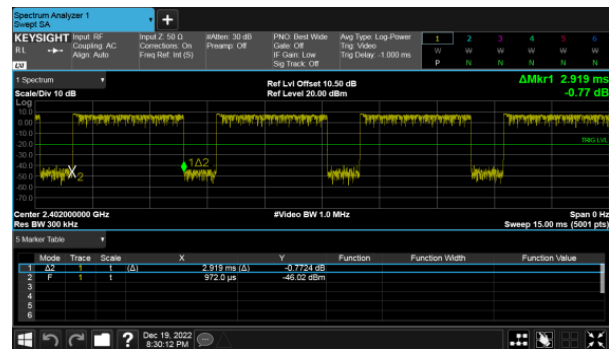 Spectrum Analyzer 1
Swept SA
KEYSIGHT Input: RF Input Z: 50 Ω #Atten: 30 dB PNO: Best Wide Avg Type: Log-Power 1 2 3 4 5 6
RL Coupling: AC Corrections: On Preamp: Off Gate: Off Trig: Video W W W W W W
Align: Auto Freq Ref: Int (S) IF Gain: Low Trig Delay: -1.000 ms P N N N N N
LXI Sig Track: Off
1 Spectrum Ref Lvl Offset 10.50 dB ΔMkr1 2.919 ms
Scale/Div 10 dB Ref Level 20.00 dBm -0.77 dB
Log
10.0
0.00
-10.0
-20.0 TRIG LVL
-30.0
-40.0 1Δ2
-50.0 X2
-60.0
-70.0
Center 2.402000000 GHz #Video BW 1.0 MHz Span 0 Hz
Res BW 300 kHz Sweep 15.00 ms (5001 pts)
5 Marker Table
Mode Trace Scale X Y Function Function Width Function Value
1 Δ2 1 t (Δ) 2.919 ms (Δ) -0.7724 dB
2 F 1 t 972.0 µs -46.02 dBm
3
4
5
6
? Dec 19, 2022
8:30:12 PM